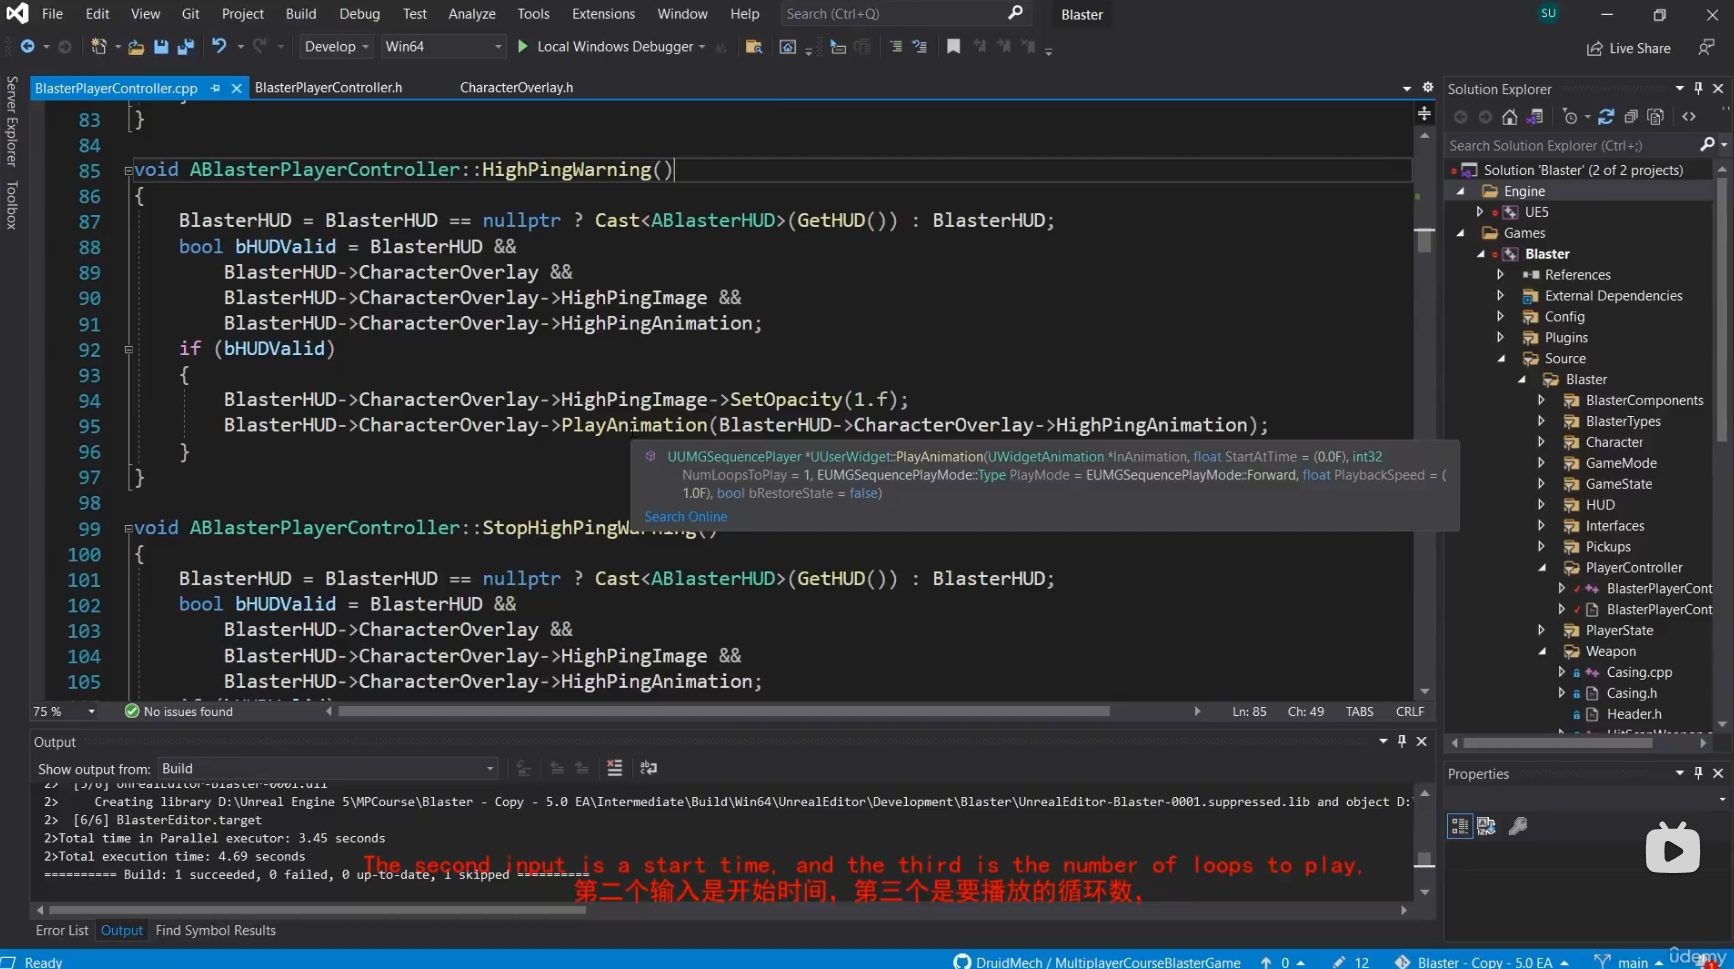 File Edit View Git Project Build Debug Test Analyze Tools Extensions Window Help Search (Ctrl+Q) Blaster SU
Develop Win64 Local Windows Debugger Live Share
Server Explorer
Toolbox
BlasterPlayerController.cpp BlasterPlayerController.h CharacterOverlay.h
83 }
84
85 void ABlasterPlayerController::HighPingWarning()
86 {
87 BlasterHUD = BlasterHUD == nullptr ? Cast<ABlasterHUD>(GetHUD()) : BlasterHUD;
88 bool bHUDValid = BlasterHUD &&
89 BlasterHUD->CharacterOverlay &&
90 BlasterHUD->CharacterOverlay->HighPingImage &&
91 BlasterHUD->CharacterOverlay->HighPingAnimation;
92 if (bHUDValid)
93 {
94 BlasterHUD->CharacterOverlay->HighPingImage->SetOpacity(1.f);
95 BlasterHUD->CharacterOverlay->PlayAnimation(BlasterHUD->CharacterOverlay->HighPingAnimation);
96 }
97 }
98
UUMGSequencePlayer *UUserWidget::PlayAnimation(UWidgetAnimation *InAnimation, float StartAtTime = (0.0F), int32
NumLoopsToPlay = 1, EUMGSequencePlayMode::Type PlayMode = EUMGSequencePlayMode::Forward, float PlaybackSpeed = (
1.0F), bool bRestoreState = false)
Search Online
99 void ABlasterPlayerController::StopHighPingWarning()
100 {
101 BlasterHUD = BlasterHUD == nullptr ? Cast<ABlasterHUD>(GetHUD()) : BlasterHUD;
102 bool bHUDValid = BlasterHUD &&
103 BlasterHUD->CharacterOverlay &&
104 BlasterHUD->CharacterOverlay->HighPingImage &&
105 BlasterHUD->CharacterOverlay->HighPingAnimation;
75 % No issues found Ln: 85 Ch: 49 TABS CRLF
Output
Show output from: Build
2> [5/6] UnrealEditor-Blaster-0001.dll
2> Creating library D:\Unreal Engine 5\MPCourse\Blaster - Copy - 5.0 EA\Intermediate\Build\Win64\UnrealEditor\Development\Blaster\UnrealEditor-Blaster-0001.suppressed.lib and object D:
2> [6/6] BlasterEditor.target
2>Total time in Parallel executor: 3.45 seconds
2>Total execution time: 4.69 seconds
========== Build: 1 succeeded, 0 failed, 0 up-to-date, 1 skipped ==========
The second input is a start time, and the third is the number of loops to play,
第二个输入是开始时间，第三个是要播放的循环数，
Error List Output Find Symbol Results
Solution Explorer
Search Solution Explorer (Ctrl+;)
Solution 'Blaster' (2 of 2 projects)
Engine
UE5
Games
Blaster
References
External Dependencies
Config
Plugins
Source
Blaster
BlasterComponents
BlasterTypes
Character
GameMode
GameState
HUD
Interfaces
Pickups
PlayerController
BlasterPlayerCont
BlasterPlayerCont
PlayerState
Weapon
Casing.cpp
Casing.h
Header.h
Properties
Ready DruidMech / MultiplayerCourseBlasterGame 0 12 Blaster - Copy - 5.0 EA main
ûdemy